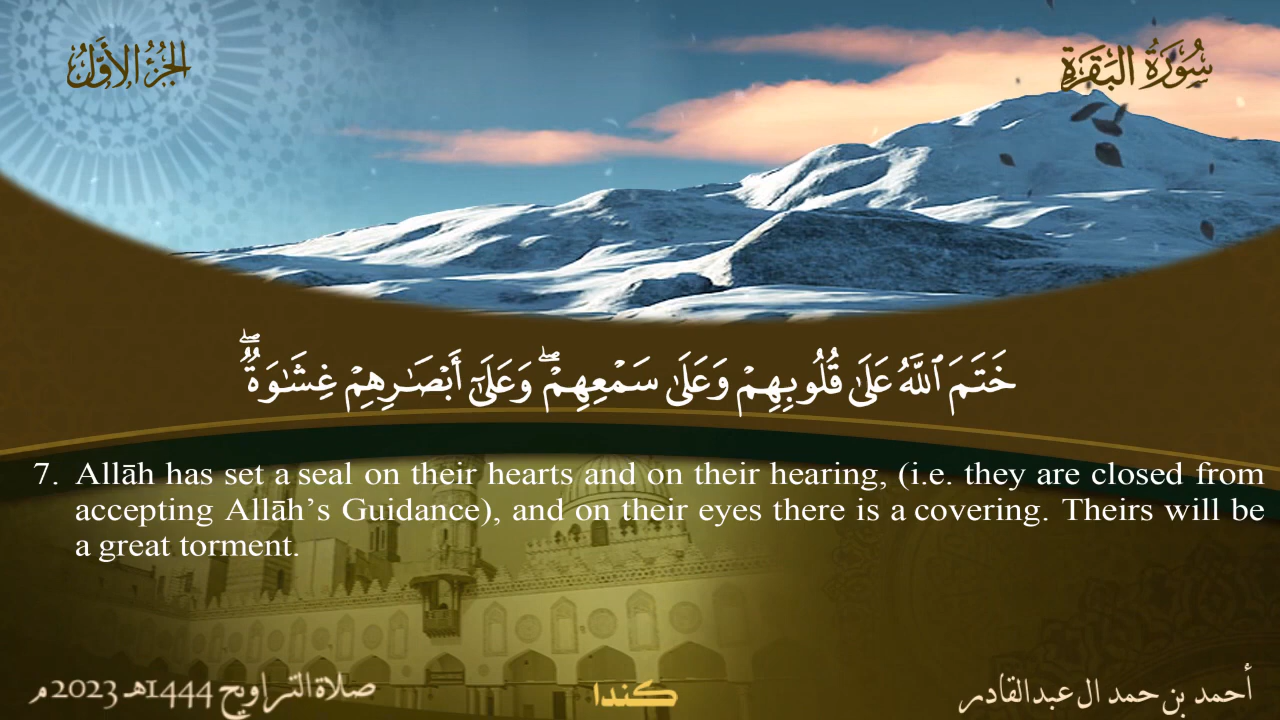 سُورَةُ البَقَرَةِ
الجُزْءُ الأَوَّلُ
خَتَمَ ٱللَّهُ عَلَىٰ قُلُوبِهِمْ وَعَلَىٰ سَمْعِهِمْ ۖ وَعَلَىٰٓ أَبْصَـٰرِهِمْ غِشَـٰوَةٌ ۖ
7. Allāh has set a seal on their hearts and on their hearing, (i.e. they are closed from
accepting Allāh’s Guidance), and on their eyes there is a covering. Theirs will be
a great torment.
أحمد بن حمد ال عبدالقادر
كندا
صلاة التراويح 1444هـ 2023م